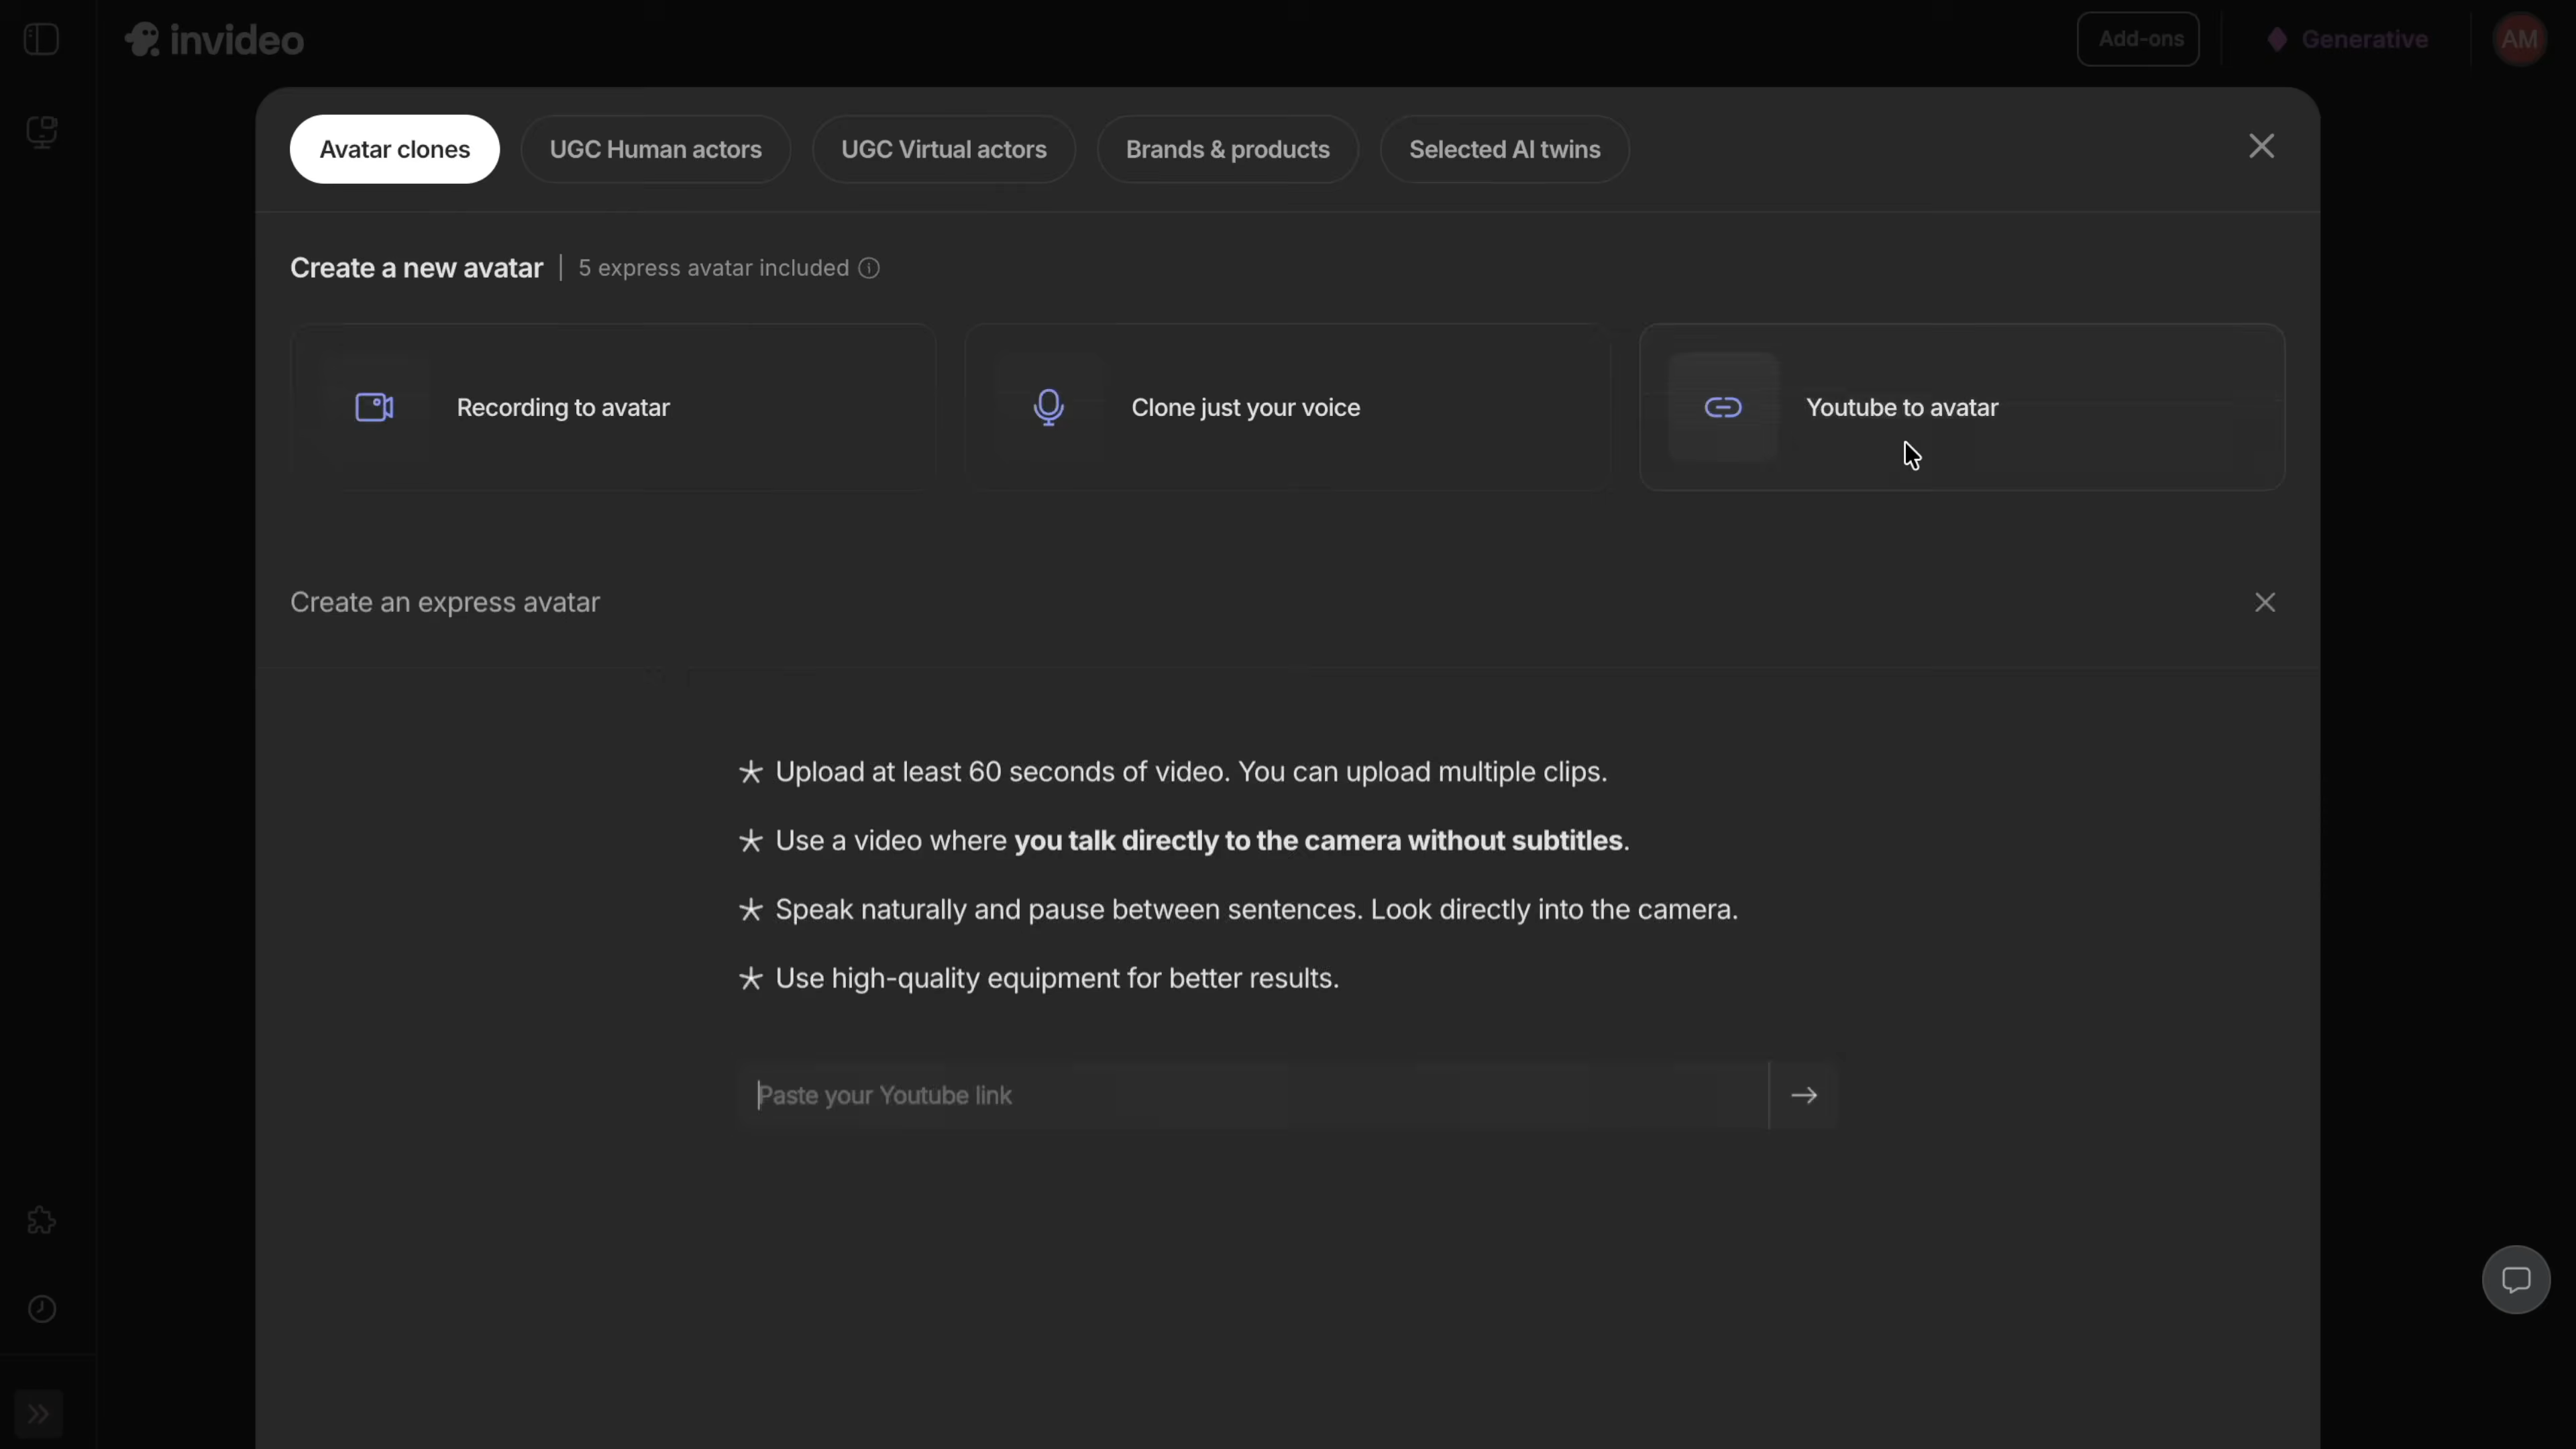 invideo
Add-ons
Generative
AM
Avatar clones
UGC Human actors
UGC Virtual actors
Brands & products
Selected AI twins
Create a new avatar | 5 express avatar included
Recording to avatar
Clone just your voice
Youtube to avatar
Create an express avatar
Upload at least 60 seconds of video. You can upload multiple clips.
Use a video where you talk directly to the camera without subtitles.
Speak naturally and pause between sentences. Look directly into the camera.
Use high-quality equipment for better results.
Paste your Youtube link